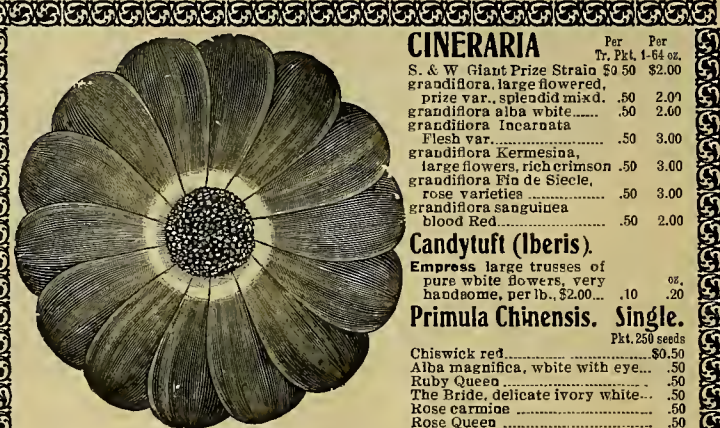 CINERARIA
Per Per
Tr. Pkt. 1-64 oz.
S. & W Giant Prize Strain $0 50 $2.00
grandiflora, large flowered,
prize var., splendid mixd. .50 2.00
grandiflora alba white...... .50 2.60
grandiflora Incarnata
Flesh var...................... .50 3.00
grandiflora Kermesina,
large flowers, rich crimson .50 3.00
grandiflora Fin de Siecle,
rose varieties ................ .50 3.00
grandiflora sanguinea
blood Red..................... .50 2.00
Candytuft (Iberis).
Empress large trusses of
pure white flowers, very oz.
handsome, per lb., $2.00... .10 .20
Primula Chinensis. Single.
Pkt. 250 seeds
Chiswick red.................... ..................$0.50
Alba magnifica, white with eye... .50
Ruby Queen ................................ .50
The Bride, delicate ivory white... .50
Rose carmine ............................. .50
Rose Queen ................................ .50